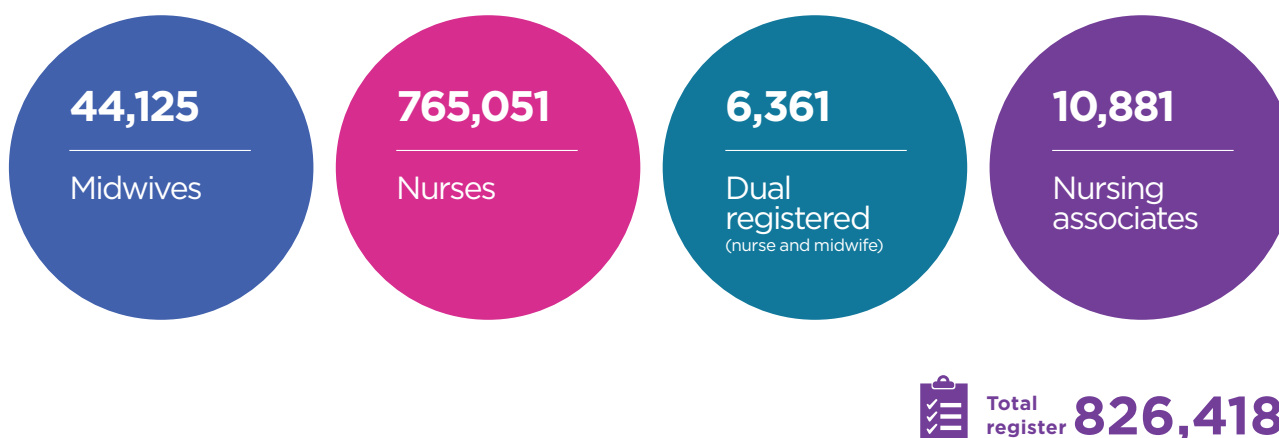 44,125
Midwives
765,051
Nurses
6,361
Dual
registered
(nurse and midwife)
10,881
Nursing
associates
Total
register 826,418